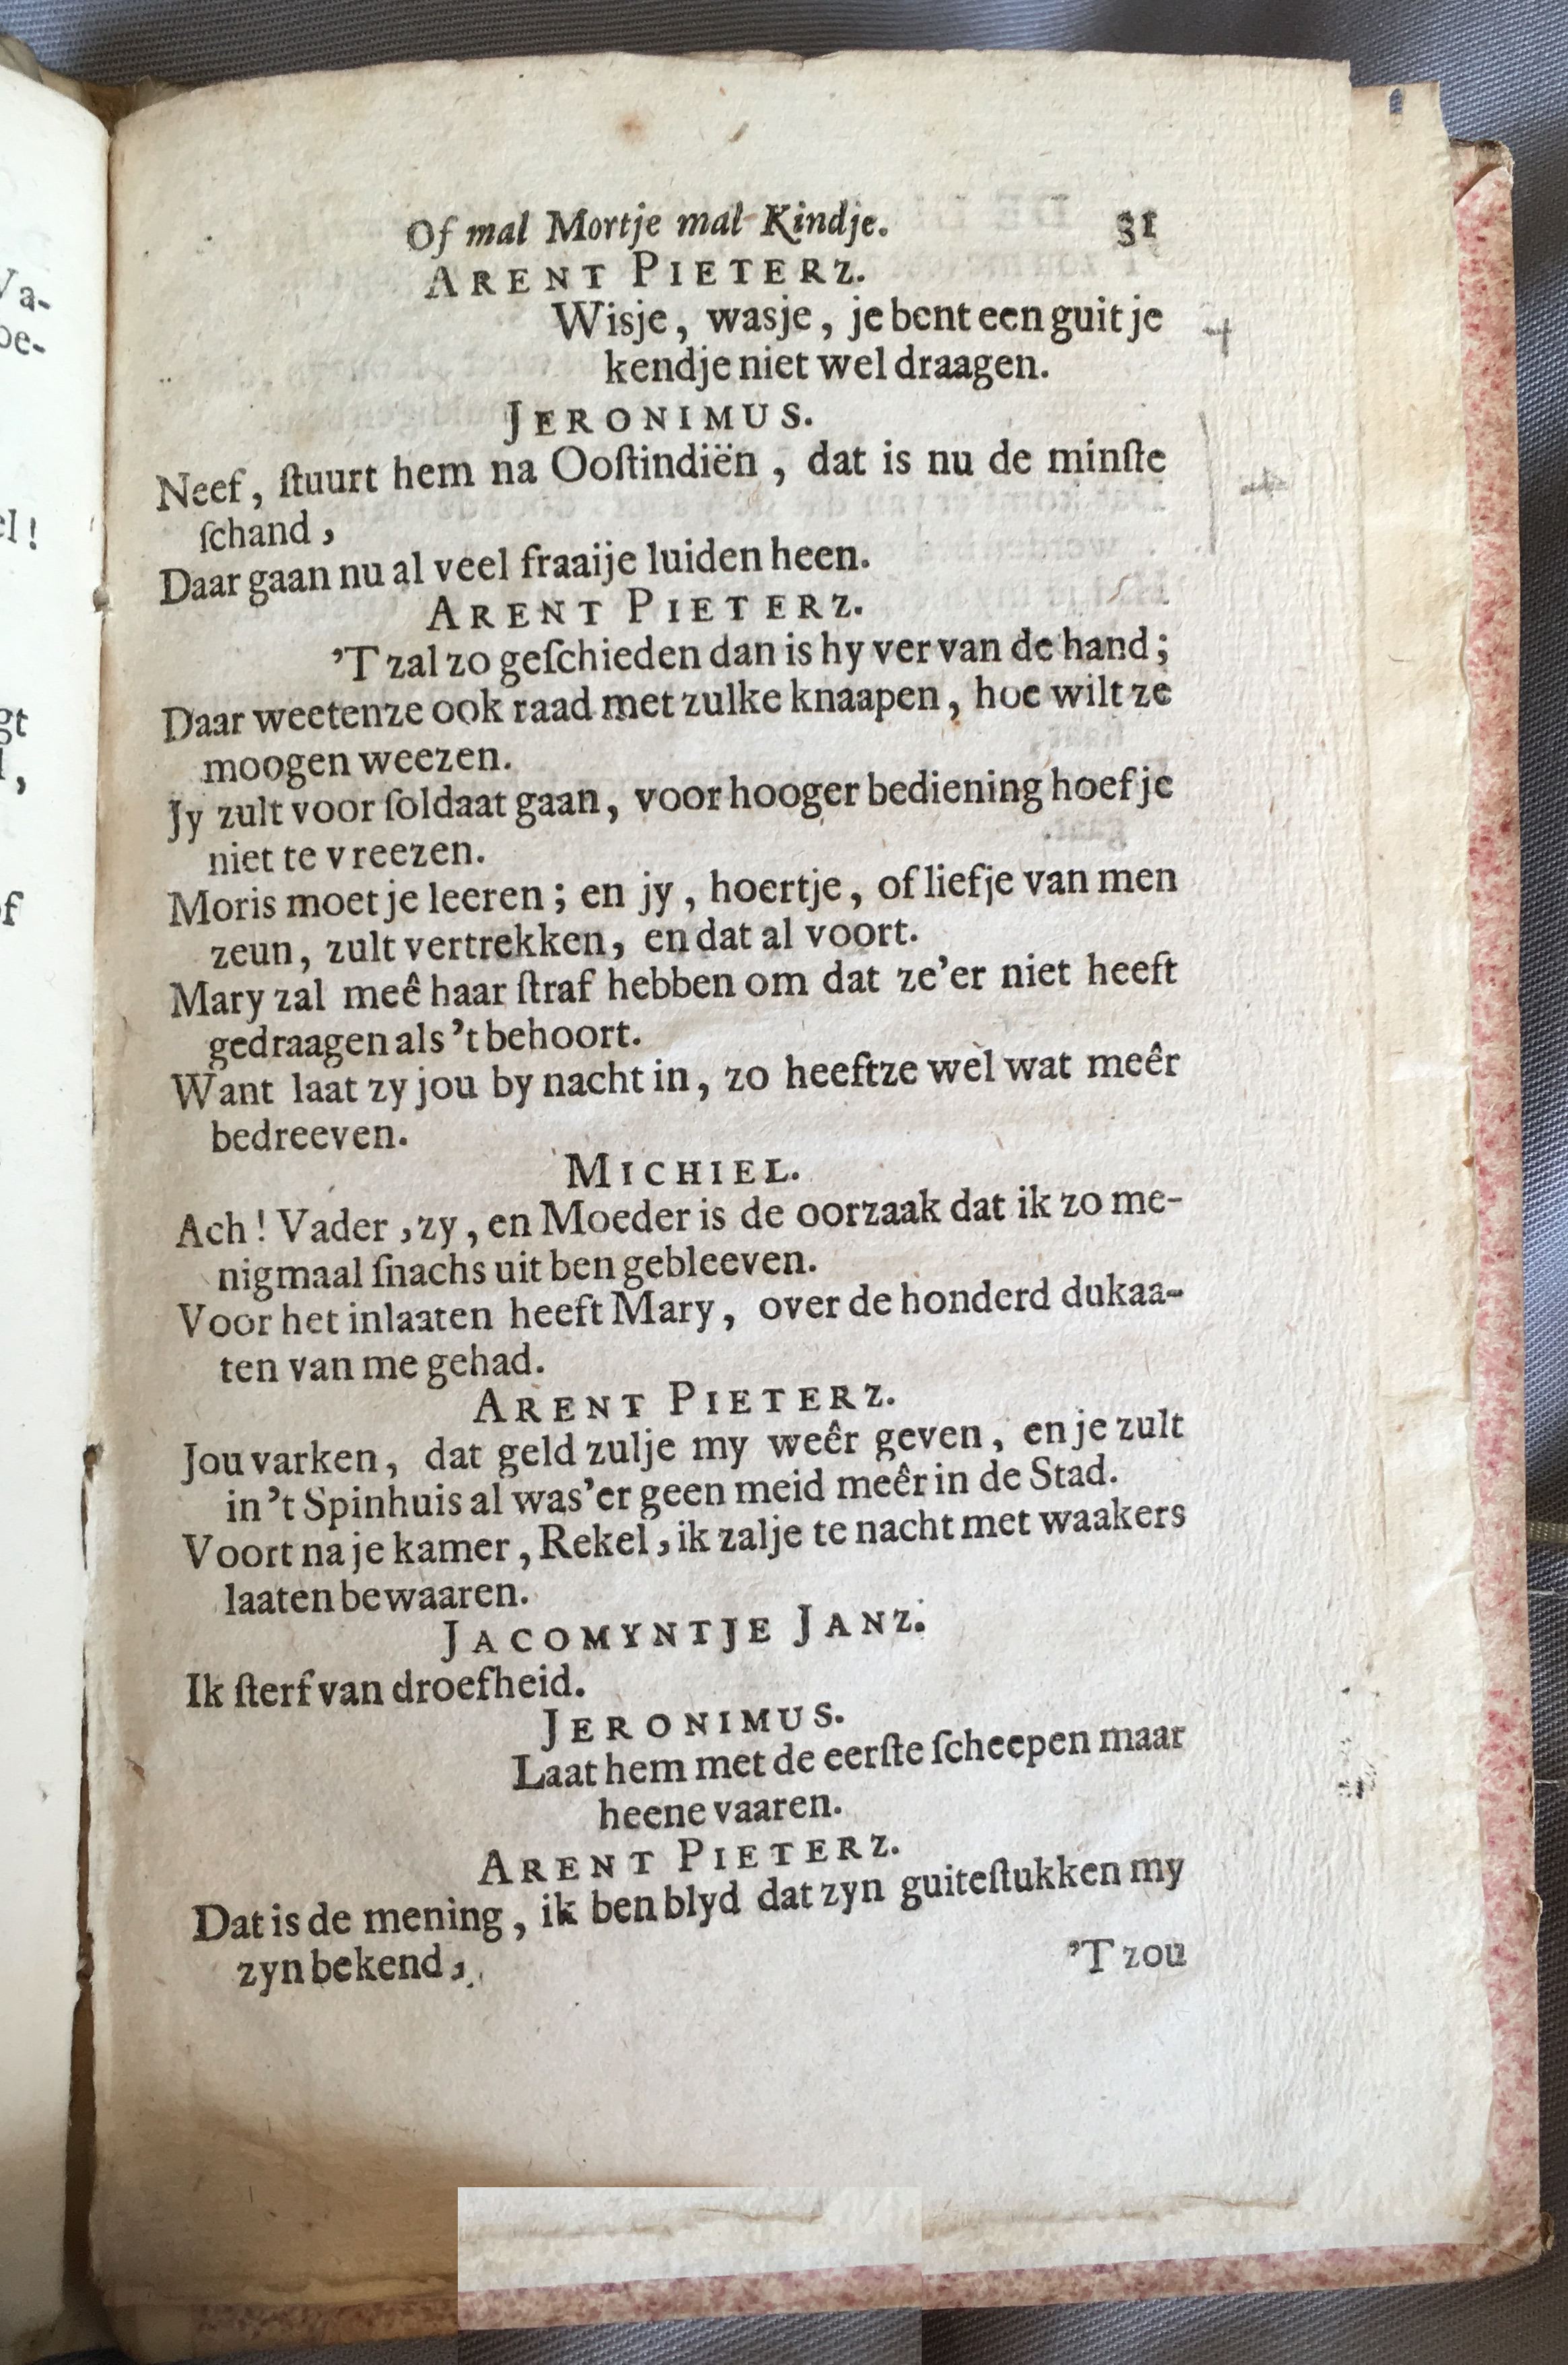 Of mal Mortje mal Kindje. 31
ARENT PIETERZ.
Wisje, wasje, je bent een guit je
kendje niet wel draagen.
JERONIMUS.
Neef, ſtuurt hem na Ooſtindiën, dat is nu de minſte
ſchand,
Daar gaan nu al veel fraaije luiden heen.
ARENT PIETERZ.
'T zal zo geſchieden dan is hy ver van de hand;
Daar weetenze ook raad met zulke knaapen, hoe wilt ze
moogen weezen.
Jy zult voor ſoldaat gaan, voor hooger bediening hoef je
niet te vreezen.
Moris moet je leeren; en jy, hoertje, of liefje van men
zeun, zult vertrekken, en dat al voort.
Mary zal meê haar ſtraf hebben om dat ze'er niet heeft
gedraagen als 't behoort.
Want laat zy jou by nacht in, zo heeftze wel wat meêr
bedreeven.
MICHIEL.
Ach! Vader, zy, en Moeder is de oorzaak dat ik zo me-
nigmaal ſnachs uit ben gebleeven.
Voor het inlaaten heeft Mary, over de honderd dukaa-
ten van me gehad.
ARENT PIETERZ.
Jou varken, dat geld zulje my weêr geven, en je zult
in 't Spinhuis al was'er geen meid meêr in de Stad.
Voort na je kamer, Rekel, ik zalje te nacht met waakers
laaten bewaaren.
JACOMYNTJE JANZ.
Ik ſterf van droefheid.
JERONIMUS.
Laat hem met de eerſte ſcheepen maar
heene vaaren.
ARENT PIETERZ.
Dat is de mening, ik ben blyd dat zyn guiteſtukken my
zyn bekend,
'T zou